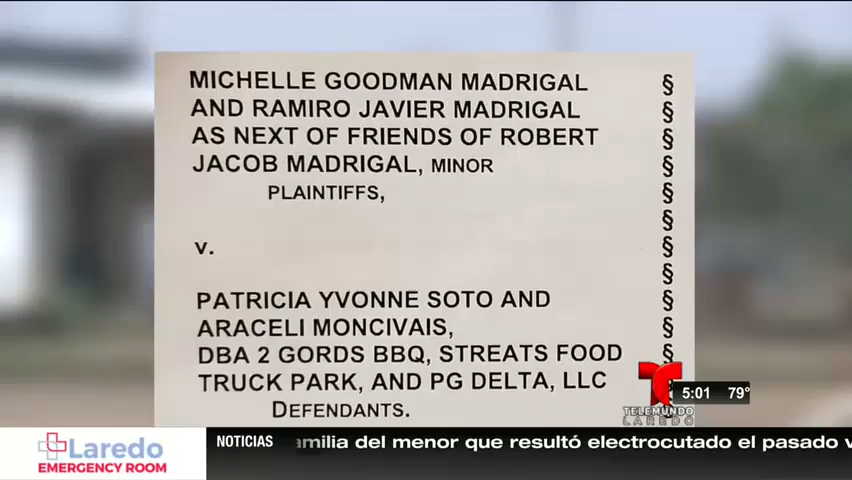 MICHELLE GOODMAN MADRIGAL §
AND RAMIRO JAVIER MADRIGAL §
AS NEXT OF FRIENDS OF ROBERT §
JACOB MADRIGAL, MINOR §
PLAINTIFFS, §
§
v. §
§
PATRICIA YVONNE SOTO AND §
ARACELI MONCIVAIS, §
DBA 2 GORDS BBQ, STREATS FOOD §
TRUCK PARK, AND PG DELTA, LLC
DEFENDANTS.
5:01 79°
TELEMUNDO
LAREDO
Laredo
EMERGENCY ROOM
NOTICIAS
del menor que resultó electrocutado el pasado